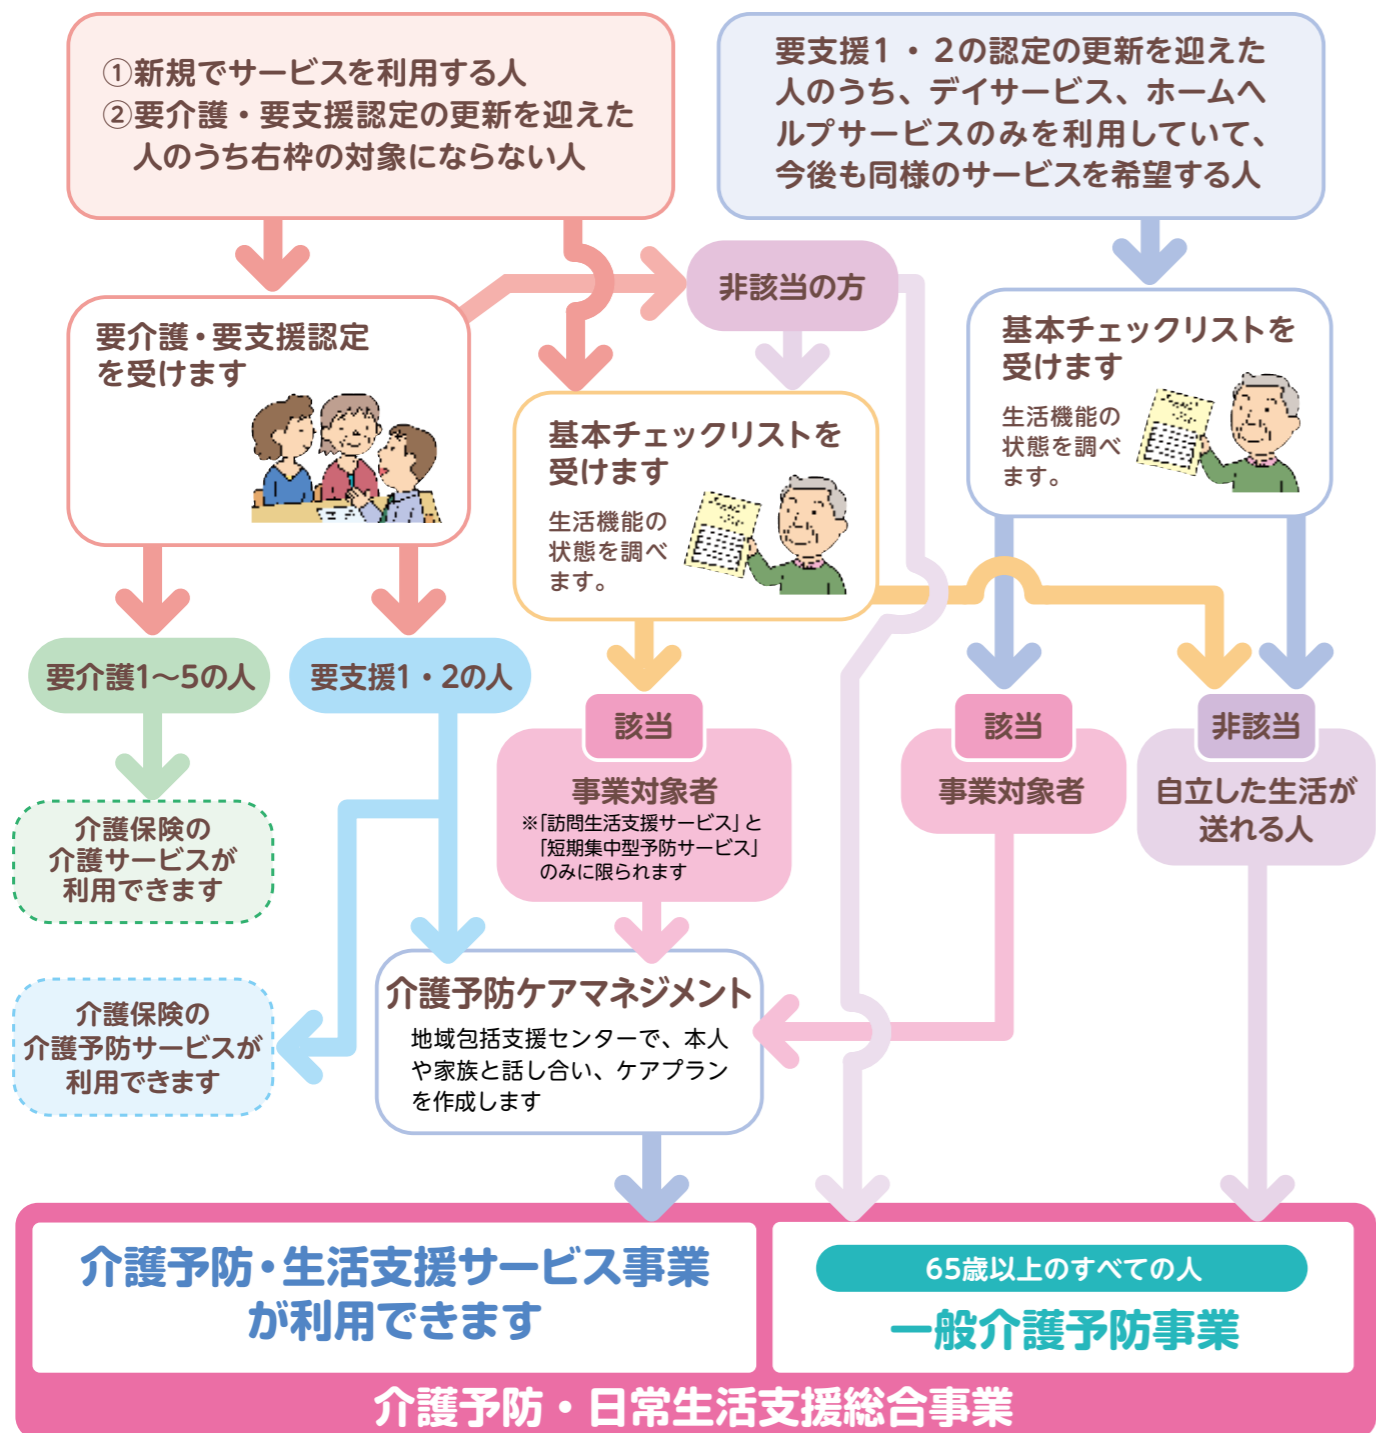 ①新規でサービスを利用する人
②要介護・要支援認定の更新を迎えた
人のうち右枠の対象にならない人
要支援1・2の認定の更新を迎えた
人のうち、デイサービス、ホームヘ
ルプサービスのみを利用していて、
今後も同様のサービスを希望する人
非該当の方
要介護・要支援認定
を受けます
基本チェックリストを
受けます
生活機能の
状態を調べ
ます。
基本チェックリストを
受けます
生活機能の
状態を調べ
ます。
要介護1~5の人
要支援1・2の人
該当
事業対象者
※「訪問生活支援サービス」と
「短期集中型予防サービス」
のみに限られます
該当
事業対象者
非該当
自立した生活が
送れる人
介護保険の
介護サービスが
利用できます
介護保険の
介護予防サービスが
利用できます
介護予防ケアマネジメント
地域包括支援センターで、本人
や家族と話し合い、ケアプラン
を作成します
介護予防・生活支援サービス事業
が利用できます
65歳以上のすべての人
一般介護予防事業
介護予防・日常生活支援総合事業